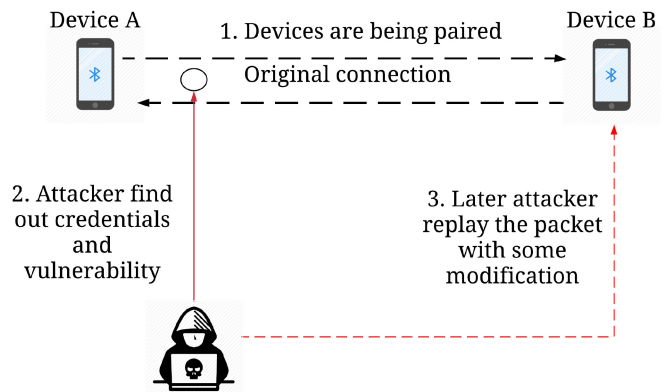 Device A
Device B
1. Devices are being paired
Original connection
2. Attacker find
out credentials
and
vulnerability
3. Later attacker
replay the packet
with some
modification